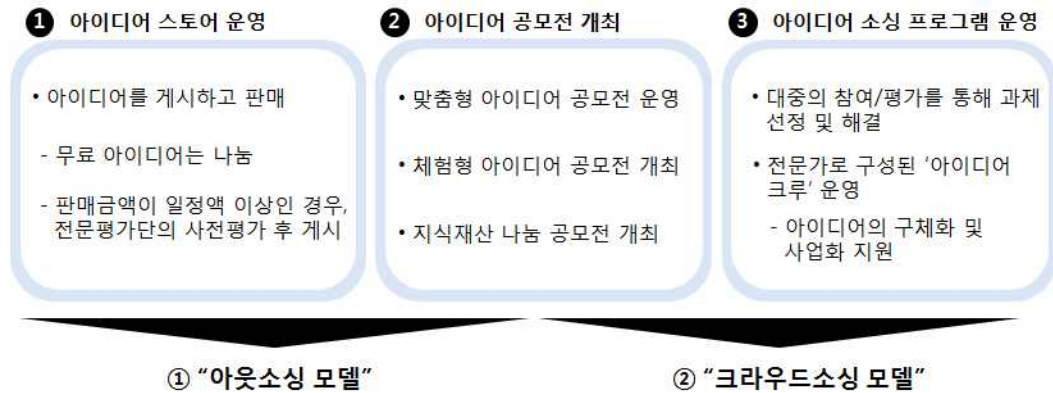 ❶ 아이디어 스토어 운영
• 아이디어를 게시하고 판매
- 무료 아이디어는 나눔
- 판매금액이 일정액 이상인 경우,
전문평가단의 사전평가 후 게시
❷ 아이디어 공모전 개최
• 맞춤형 아이디어 공모전 운영
• 체험형 아이디어 공모전 개최
• 지식재산 나눔 공모전 개최
❸ 아이디어 소싱 프로그램 운영
• 대중의 참여/평가를 통해 과제
선정 및 해결
• 전문가로 구성된 ‘아이디어
크루’ 운영
- 아이디어의 구체화 및
사업화 지원
① “아웃소싱 모델”
② “크라우드소싱 모델”